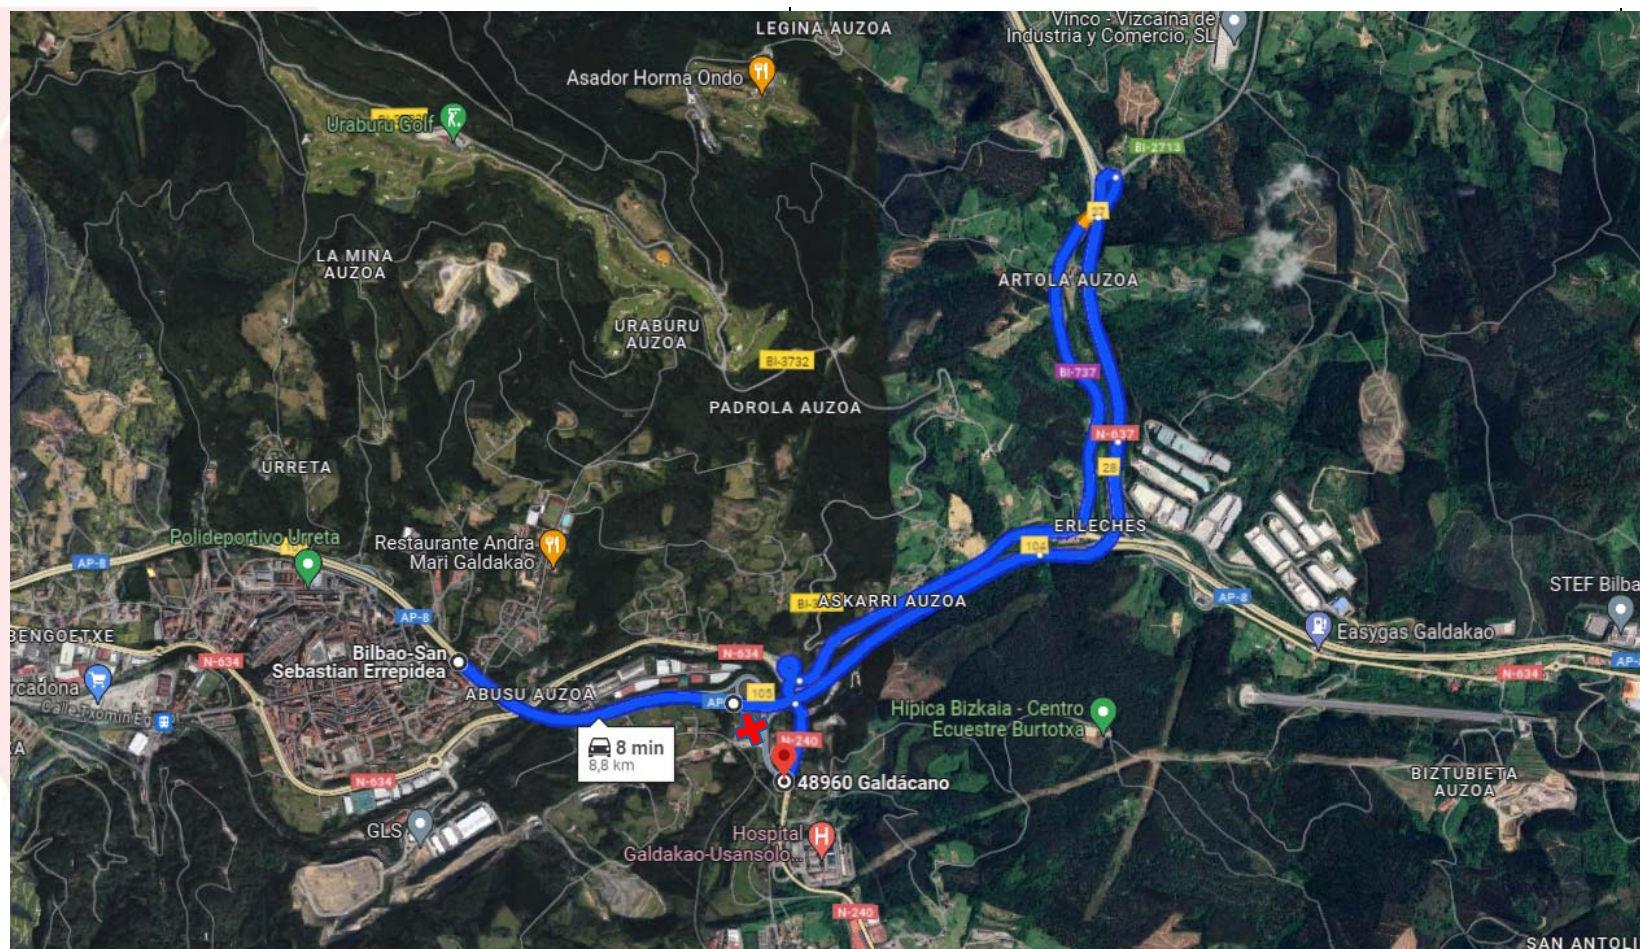 LEGINA AUZOA
Vinco - Vizcaína de
Industria y Comercio, SL
Asador Horma Ondo
Uraburu Golf
BI-2713
27
LA MINA
AUZOA
ARTOLA AUZOA
URABURU
AUZOA
BI-3732
BI-737
PADROLA AUZOA
N-637
28
URRETA
ERLECHES
Polideportivo Urreta
Restaurante Andra
Mari Galdakao
104
AP-8
AP-8
AP-8
STEF Bilba
ASKARRI AUZOA
Easygas Galdakao
BENGOETXE
N-634
Bilbao-San
Sebastian Errepidea
N-634
AP-
N-634
rcadona
ABUSU AUZOA
105
AP
Hípica Bizkaia - Centro
Ecuestre Burtotxa
N-240
8 min
8,8 km
N-634
48960 Galdácano
BIZTUBIETA
AUZOA
GLS
Hospital
Galdakao-Usansolo...
N-240
SAN ANTOLI